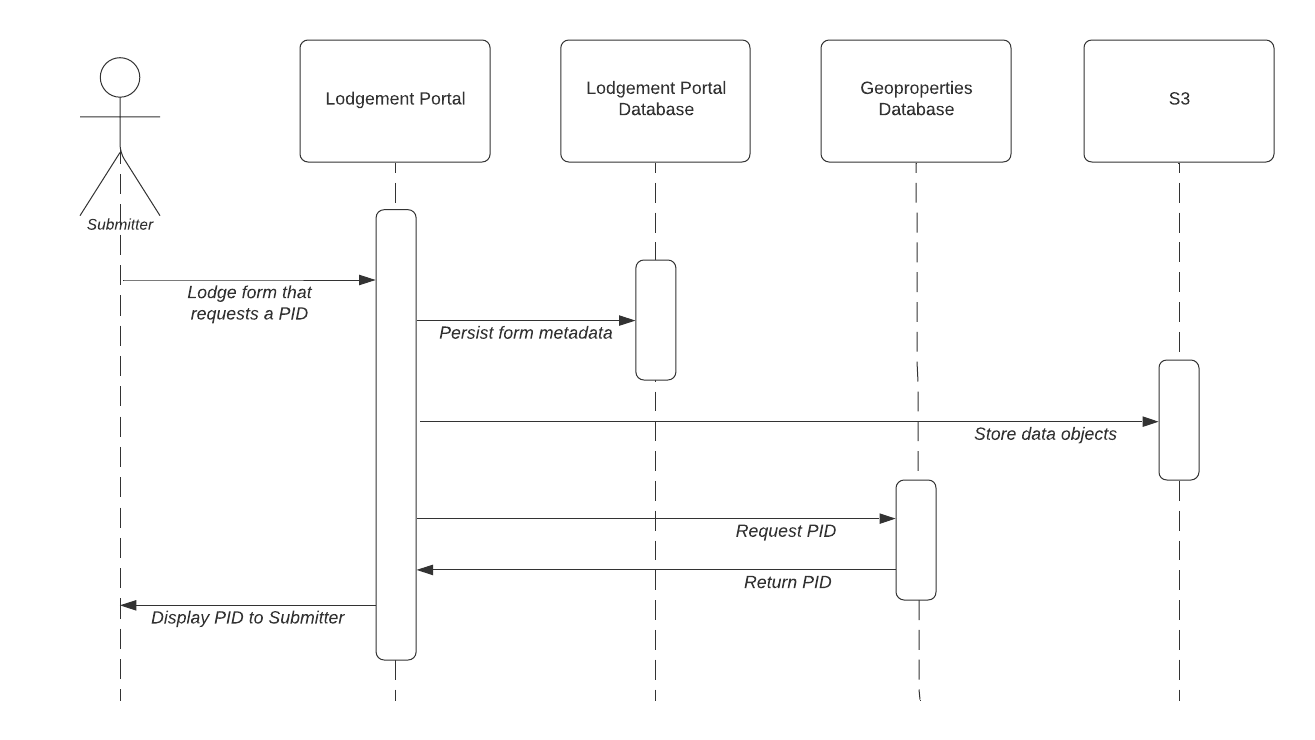 Lodgement Portal
Lodgement Portal
Database
Geoproperties
Database
S3
Submitter
Lodge form that
requests a PID
Persist form metadata
Store data objects
Request PID
Return PID
Display PID to Submitter